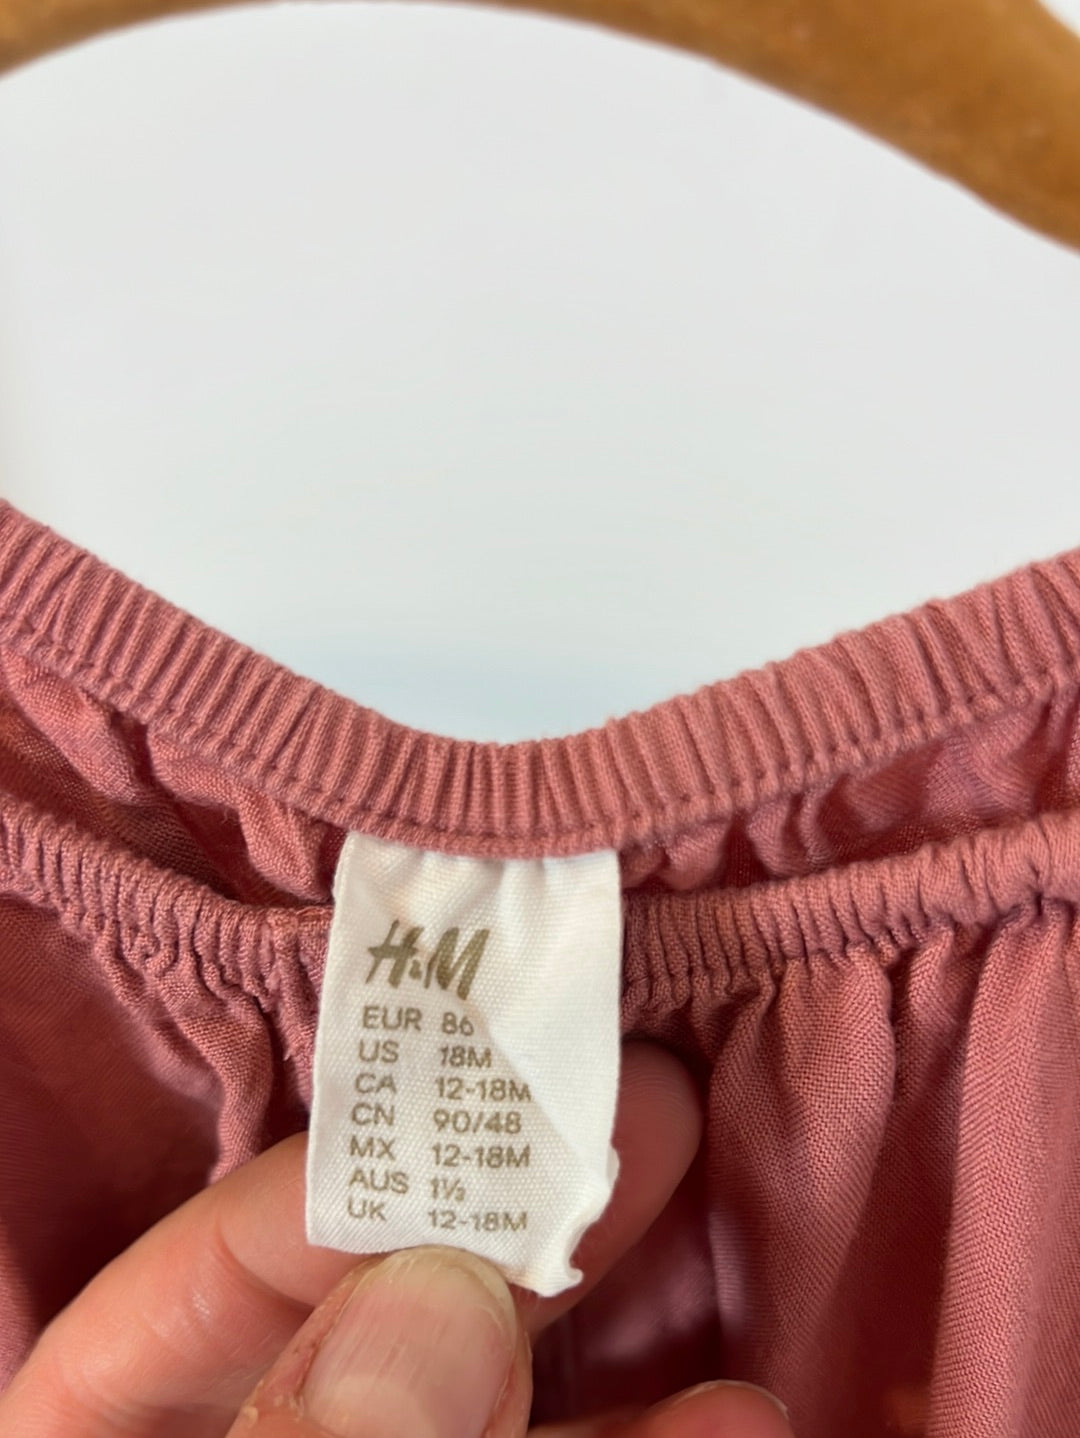 H&M
EUR 86
US 18M
CA 12-18M
CN 90/48
MX 12-18M
AUS 1½
UK 12-18M